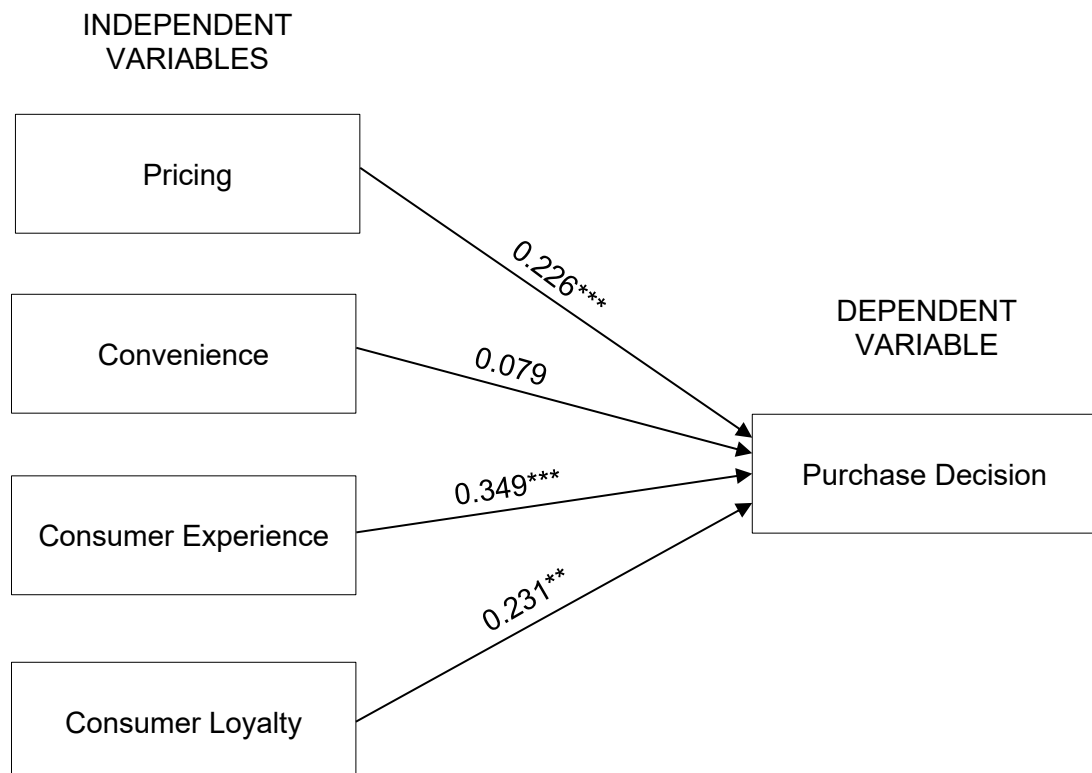 INDEPENDENT
VARIABLES
Pricing
0.226***
Convenience
0.079
DEPENDENT
VARIABLE
Purchase Decision
Consumer Experience
0.349***
Consumer Loyalty
0.231**